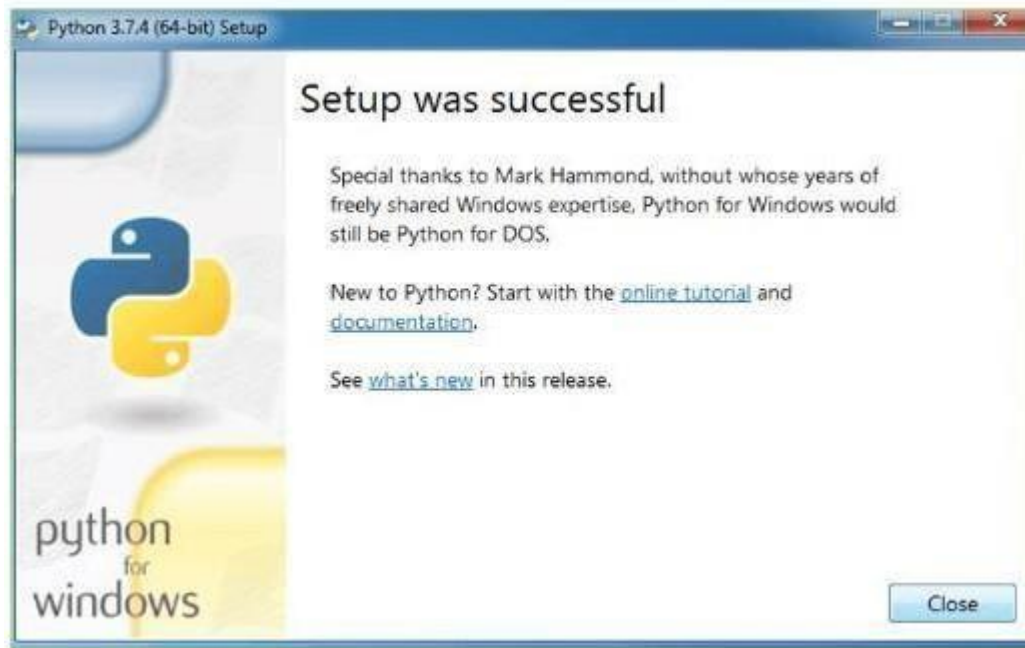 Python 3.7.4 (64-bit) Setup
Setup was successful
Special thanks to Mark Hammond, without whose years of
freely shared Windows expertise, Python for Windows would
still be Python for DOS.
New to Python? Start with the online tutorial and
documentation.
See what's new in this release.
python
for
windows
Close